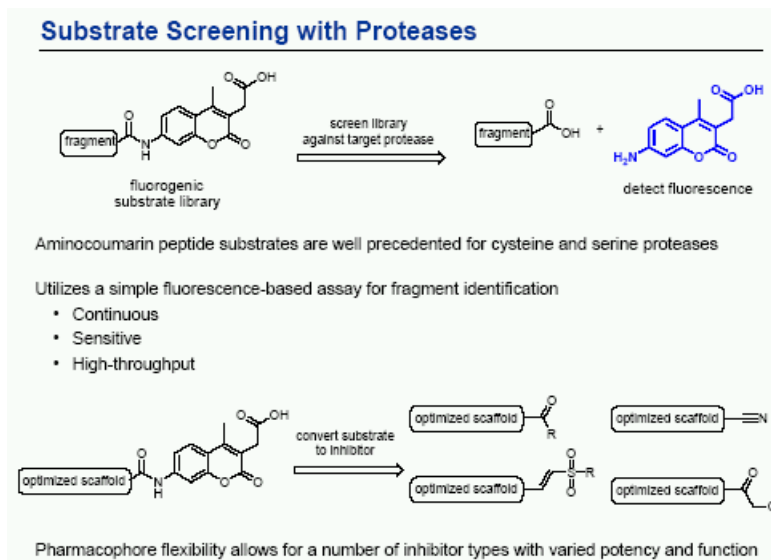 Substrate Screening with Proteases
O
OH
fragment
O
N
H
O
O
fluorogenic
substrate library
screen library
against target protease
fragment
O
OH
+
O
OH
H₂N
O
O
detect fluorescence
Aminocoumarin peptide substrates are well precedented for cysteine and serine proteases
Utilizes a simple fluorescence-based assay for fragment identification
• Continuous
• Sensitive
• High-throughput
optimized scaffold
O
N
H
O
OH
O
O
convert substrate
to inhibitor
optimized scaffold
O
R
optimized scaffold
N
optimized scaffold
O
S
O
R
optimized scaffold
O
Pharmacophore flexibility allows for a number of inhibitor types with varied potency and function